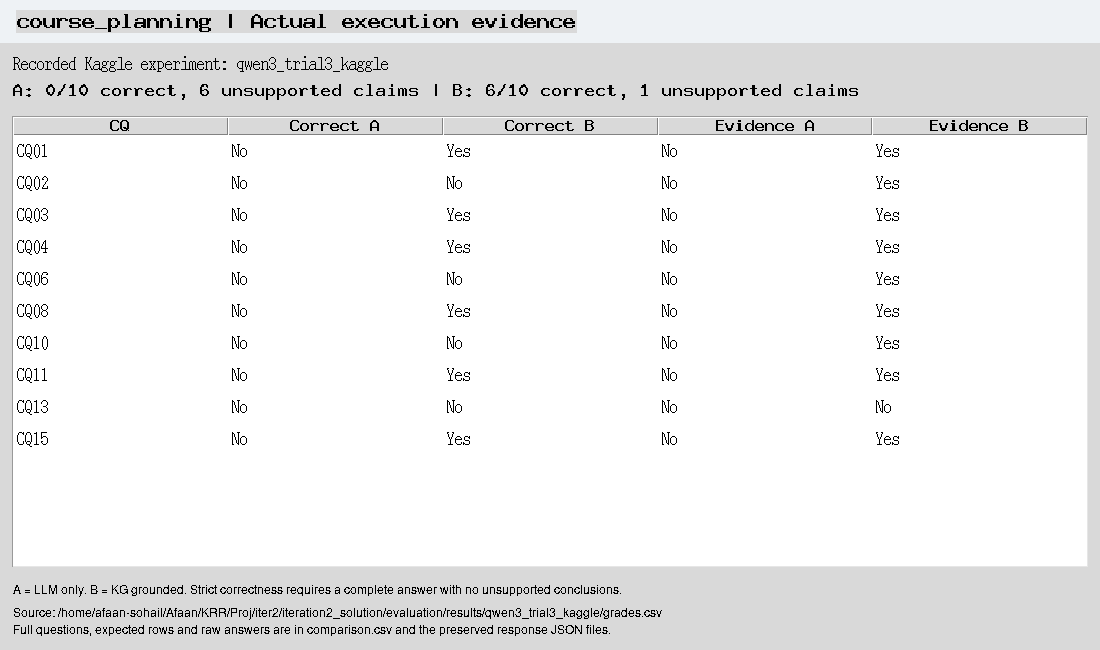 course_planning | Actual execution evidence
Recorded Kaggle experiment: qwen3_trial3_kaggle
A: 0/10 correct, 6 unsupported claims | B: 6/10 correct, 1 unsupported claims
CQ Correct A Correct B Evidence A Evidence B
CQ01 No Yes No Yes
CQ02 No No No Yes
CQ03 No Yes No Yes
CQ04 No Yes No Yes
CQ06 No No No Yes
CQ08 No Yes No Yes
CQ10 No No No Yes
CQ11 No Yes No Yes
CQ13 No No No No
CQ15 No Yes No Yes
A = LLM only. B = KG grounded. Strict correctness requires a complete answer with no unsupported conclusions.
Source: /home/afaan-sohail/Afaan/KRR/Proj/iter2/iteration2_solution/evaluation/results/qwen3_trial3_kaggle/grades.csv
Full questions, expected rows and raw answers are in comparison.csv and the preserved response JSON files.